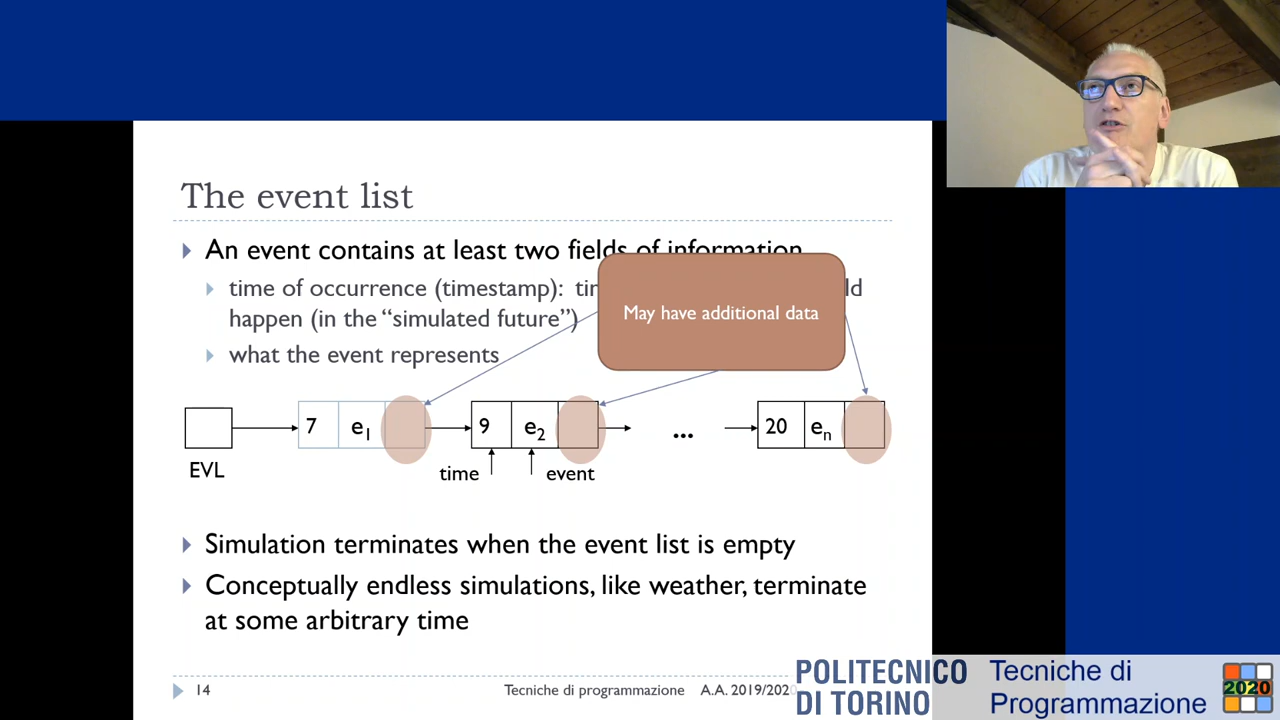 The event list
An event contains at least two fields of information
time of occurrence (timestamp):
happen (in the “simulated future”)
what the event represents
May have additional data
7 e1 9 e2 ... 20 en
EVL
time event
Simulation terminates when the event list is empty
Conceptually endless simulations, like weather, terminate
at some arbitrary time
14 Tecniche di programmazione A.A. 2019/2020
POLITECNICO
DI TORINO
Tecniche di
Programmazione
2020